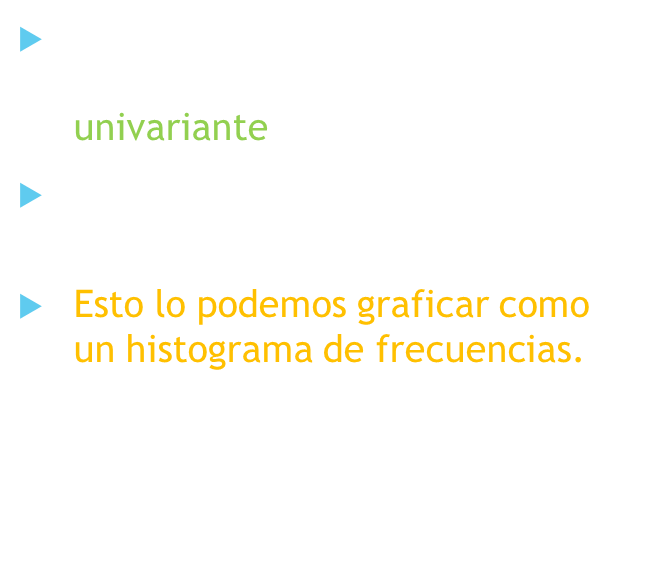 univariante
Esto lo podemos graficar como
un histograma de frecuencias.